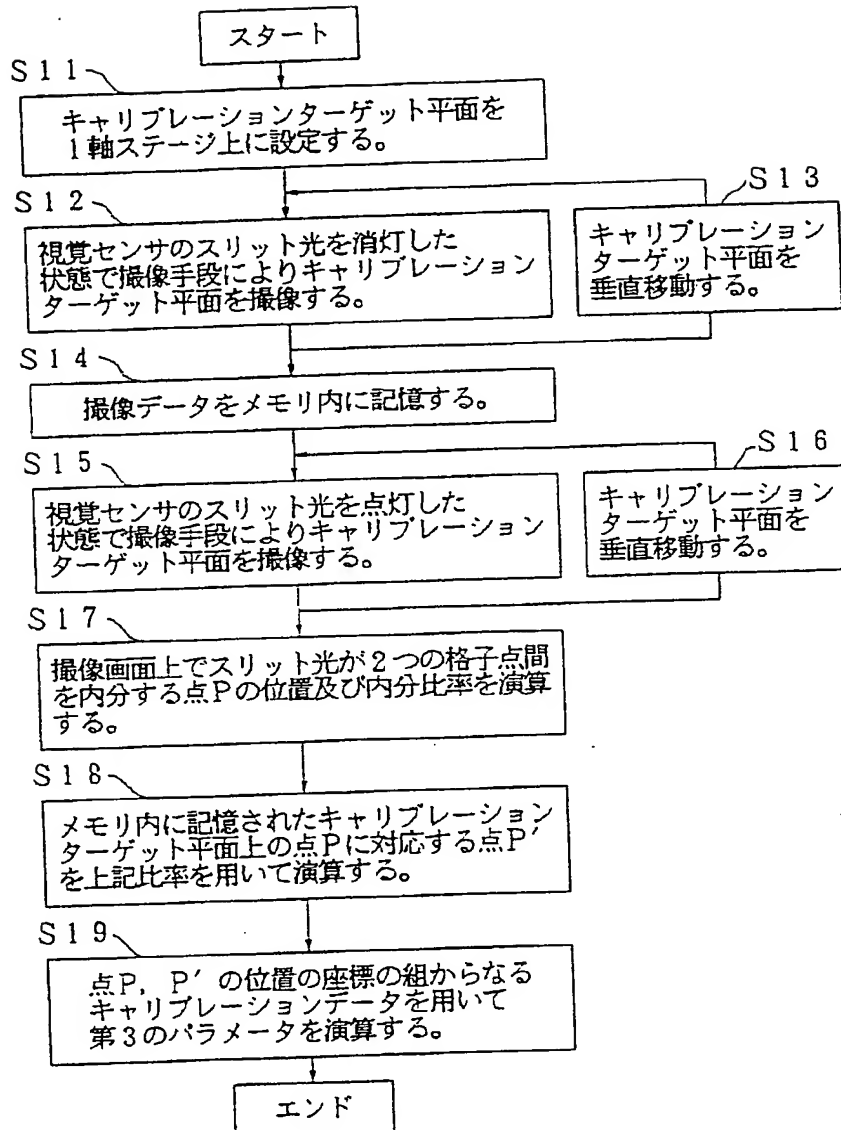 スタート
S11
キャリブレーションターゲット平面を
1軸ステージ上に設定する。
S12
視覚センサのスリット光を消灯した
状態で撮像手段によりキャリブレーション
ターゲット平面を撮像する。
S13
キャリブレーション
ターゲット平面を
垂直移動する。
S14
撮像データをメモリ内に記憶する。
S15
視覚センサのスリット光を点灯した
状態で撮像手段によりキャリブレーション
ターゲット平面を撮像する。
S16
キャリブレーション
ターゲット平面を
垂直移動する。
S17
撮像画面上でスリット光が2つの格子点間
を内分する点Pの位置及び内分比率を演算
する。
S18
メモリ内に記憶されたキャリブレーション
ターゲット平面上の点Pに対応する点P′
を上記比率を用いて演算する。
S19
点P, P′の位置の座標の組からなる
キャリブレーションデータを用いて
第3のパラメータを演算する。
エンド